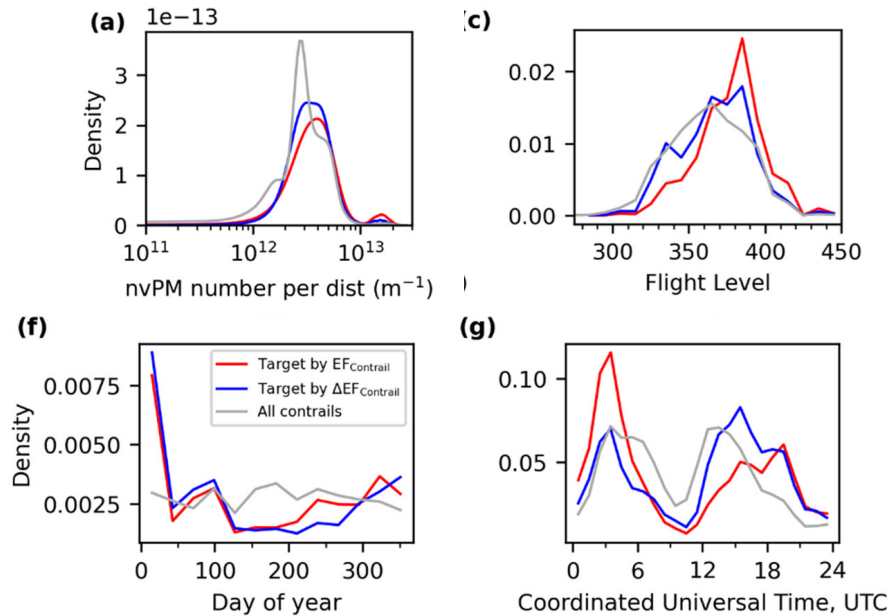 (a) 1e−13
3
2
1
0
Density
10^11 10^12 10^13
nvPM number per dist (m^−1)
(c)
0.02
0.01
0.00
300 350 400 450
Flight Level
)
(f)
0.0075
0.0050
0.0025
Density
Target by EF_Contrail
Target by ΔEF_Contrail
All contrails
0 100 200 300
Day of year
(g)
0.10
0.05
0 6 12 18 24
Coordinated Universal Time, UTC